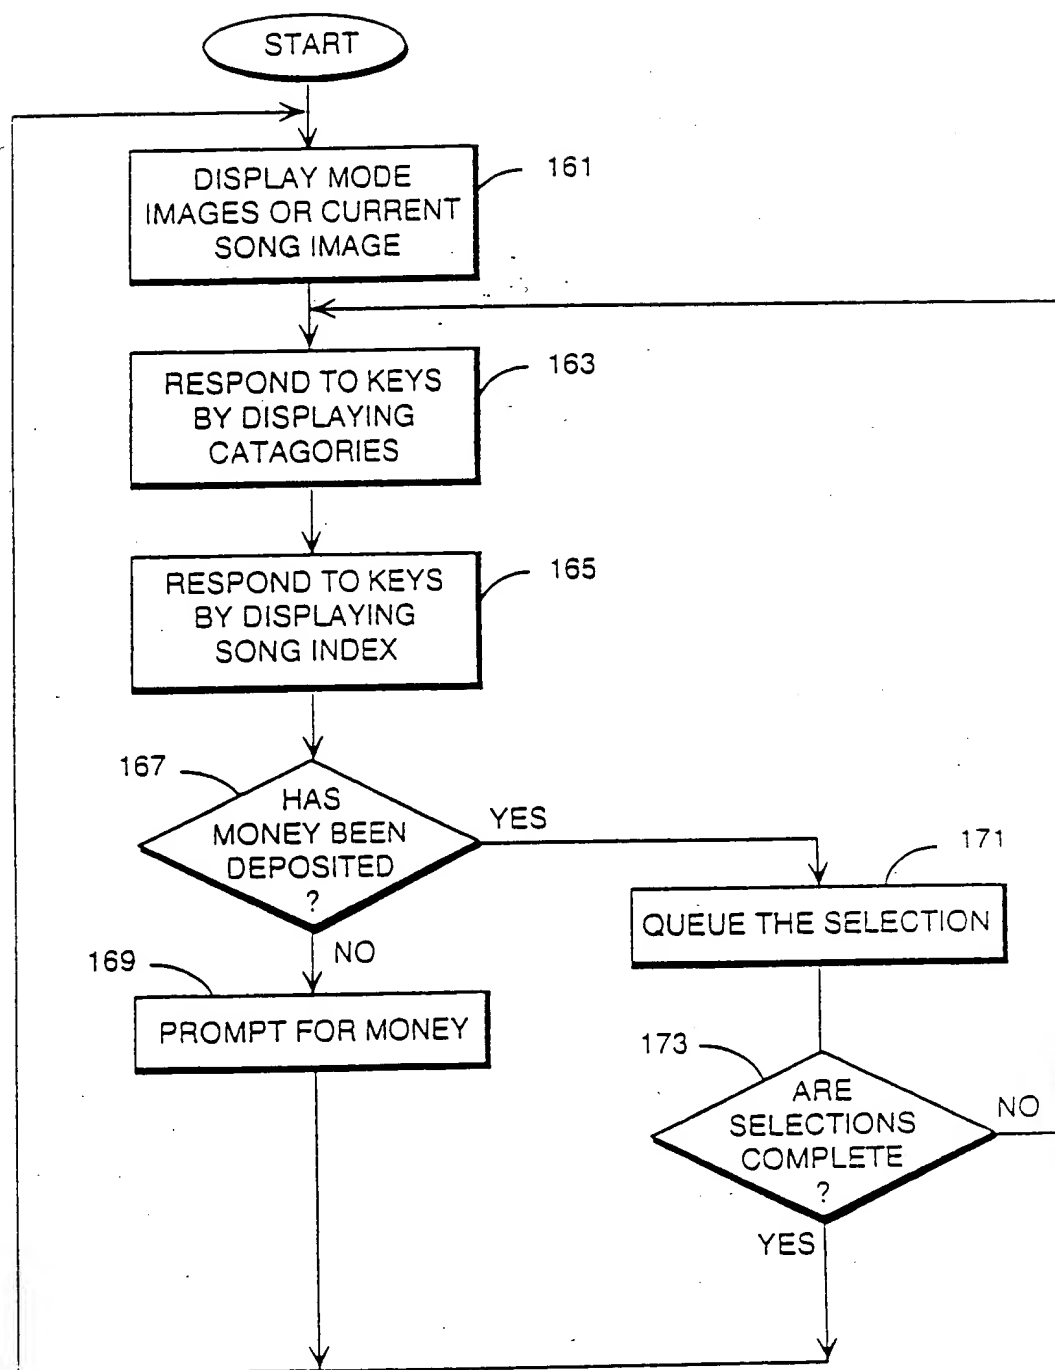 START
DISPLAY MODE
IMAGES OR CURRENT
SONG IMAGE
161
RESPOND TO KEYS
BY DISPLAYING
CATAGORIES
163
RESPOND TO KEYS
BY DISPLAYING
SONG INDEX
165
167
HAS
MONEY BEEN
DEPOSITED
?
YES
NO
171
QUEUE THE SELECTION
169
PROMPT FOR MONEY
173
ARE
SELECTIONS
COMPLETE
?
NO
YES